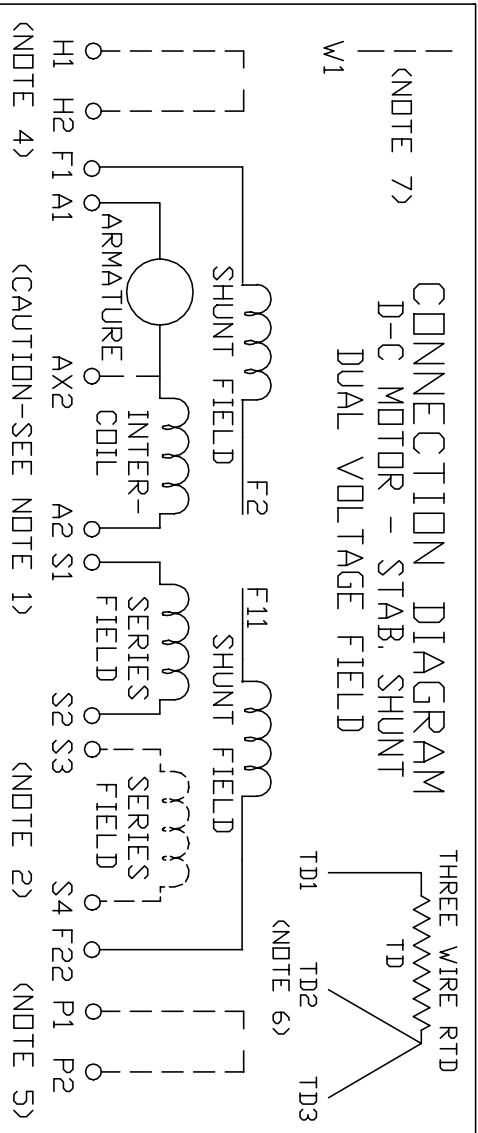 CONNECTION DIAGRAM
D-C MOTOR - STAB. SHUNT
DUAL VOLTAGE FIELD
W1
(NOTE 7)
THREE WIRE RTD
TD
TD1 TD2 TD3
(NOTE 6)
F2 F11
SHUNT FIELD SHUNT FIELD
ARMATURE
INTER-
COIL
SERIES
FIELD
SERIES
FIELD
H1 H2 F1 A1 AX2 A2 S1 S2 S3 S4 F22 P1 P2
(NOTE 4) (CAUTION-SEE NOTE 1) (NOTE 2) (NOTE 5)